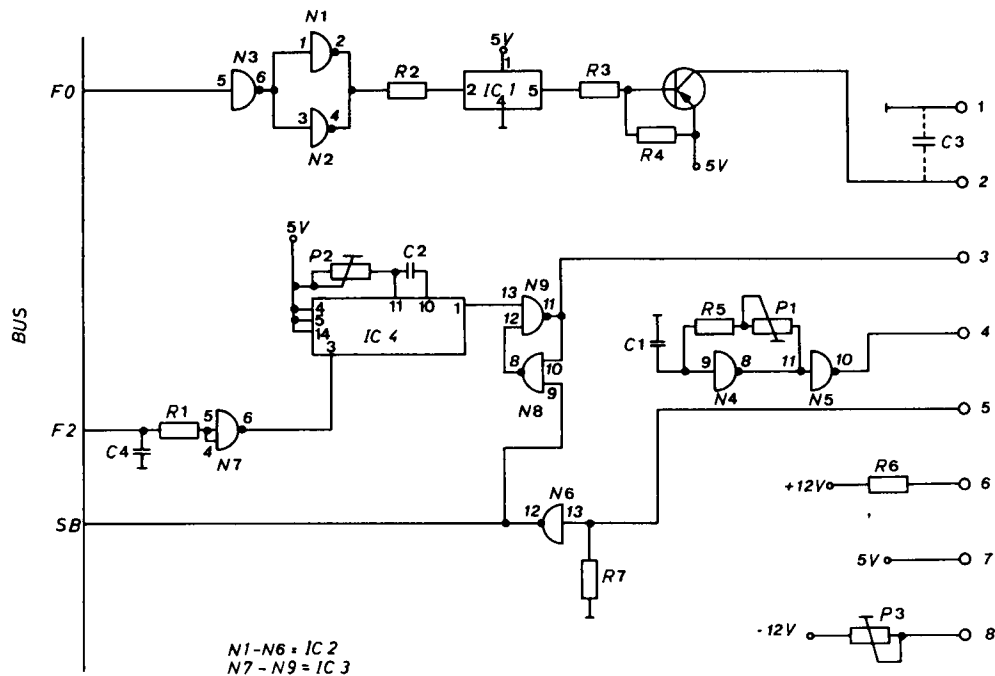 N1
N3
1 2
5V
5 6
F0
R2
1
2 IC 1 5
4
R3
3 4
N2
R4
5V
1
C3
2
5V
P2
C2
3
N9
4
5
14
11 10
1
13
11
12
IC 4
3
8
10
9
N8
R5
P1
C1
4
9 8
11 10
N4
N5
BUS
R1
5
4
6
F2
C4
N7
5
N6
12 13
SB
+12V
R6
6
R7
5V
7
-12V
P3
8
N1-N6 = IC 2
N7-N9 = IC 3